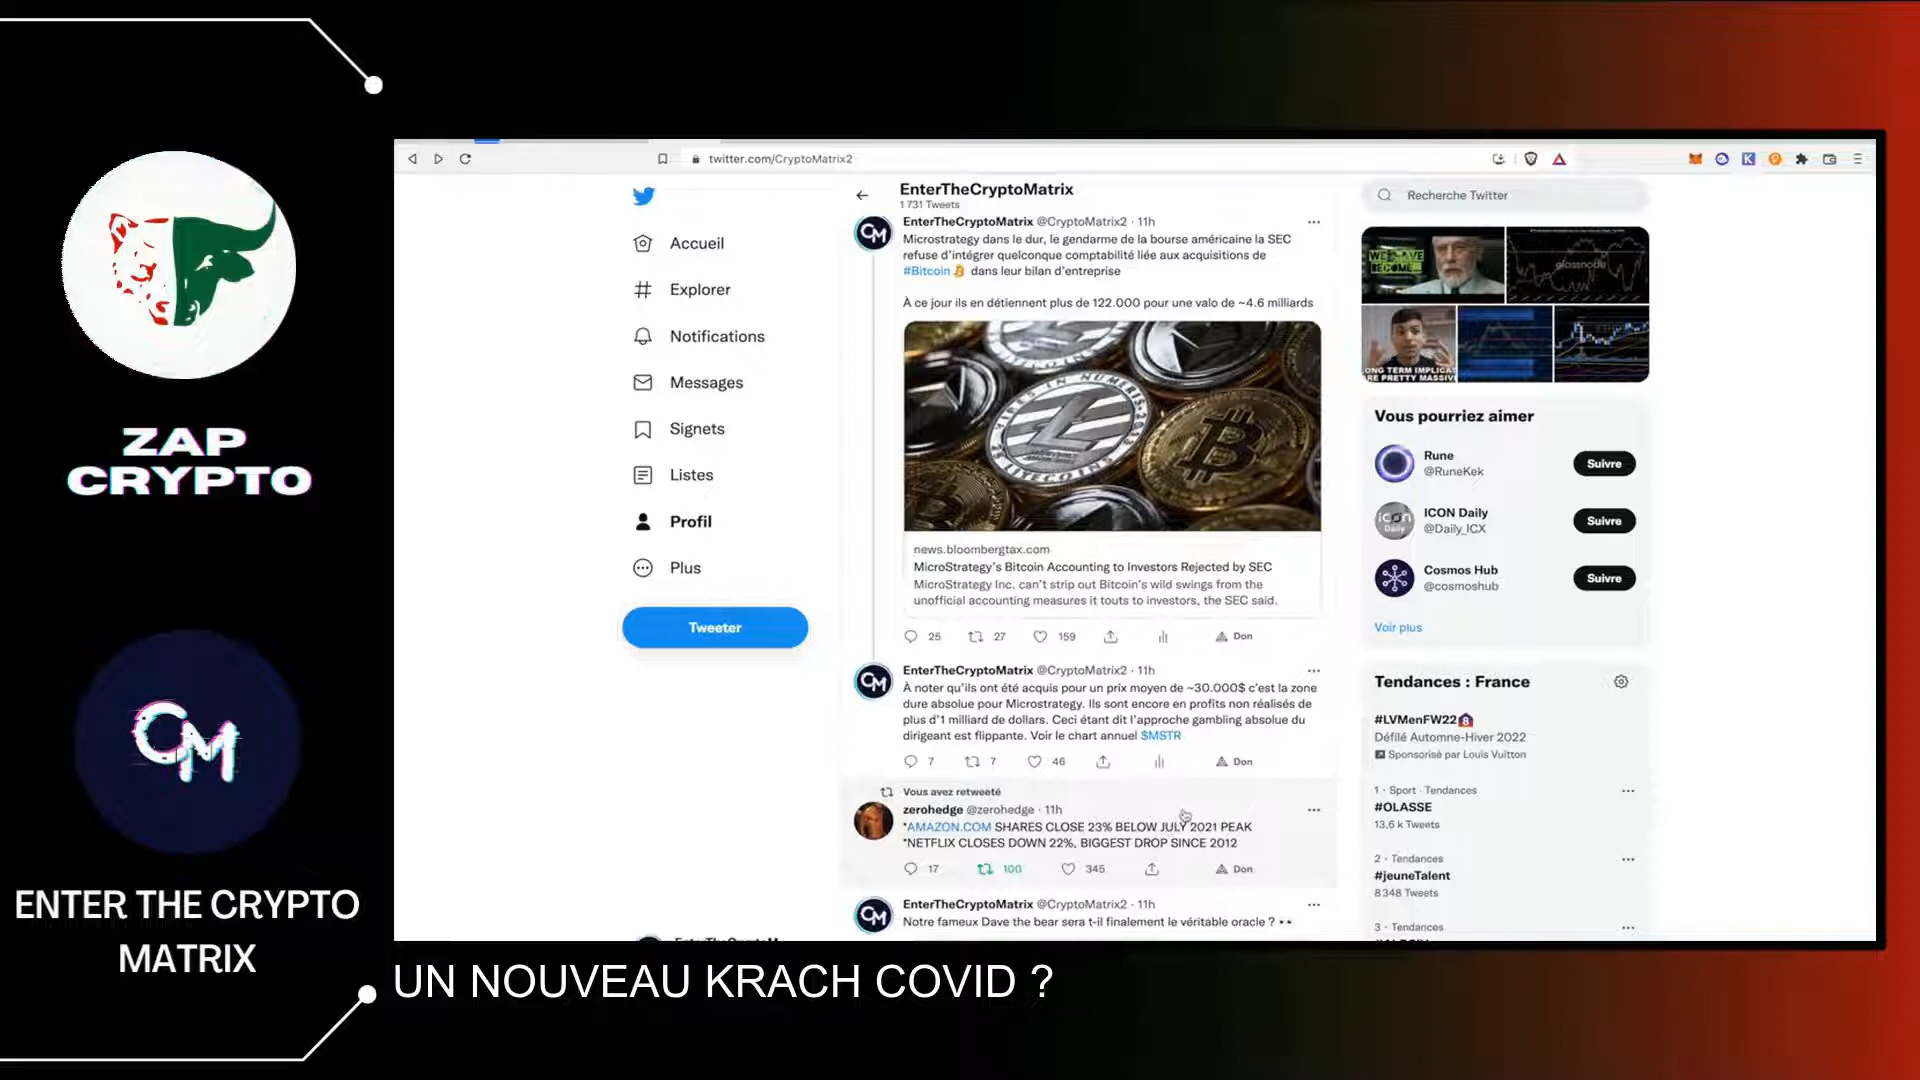 ZAP
CRYPTO
CM
ENTER THE CRYPTO
MATRIX
twitter.com/CryptoMatrix2
Accueil
Explorer
Notifications
Messages
Signets
Listes
Profil
Plus
Tweeter
EnterTheCryptoMatrix
1 731 Tweets
EnterTheCryptoMatrix @CryptoMatrix2 · 11h
Microstrategy dans le dur, le gendarme de la bourse américaine la SEC
refuse d'intégrer quelconque comptabilité liée aux acquisitions de
#Bitcoin dans leur bilan d'entreprise
À ce jour ils en détiennent plus de 122.000 pour une valo de ~4.6 milliards
news.bloombergtax.com
MicroStrategy's Bitcoin Accounting to Investors Rejected by SEC
MicroStrategy Inc. can't strip out Bitcoin's wild swings from the
unofficial accounting measures it touts to investors, the SEC said.
25 27 159 Don
EnterTheCryptoMatrix @CryptoMatrix2 · 11h
À noter qu'ils ont été acquis pour un prix moyen de ~30.000$ c'est la zone
dure absolue pour Microstrategy. Ils sont encore en profits non réalisés de
plus d'1 milliard de dollars. Ceci étant dit l'approche gambling absolue du
dirigeant est flippante. Voir le chart annuel $MSTR
7 7 46 Don
Vous avez retweeté
zerohedge @zerohedge · 11h
*AMAZON.COM SHARES CLOSE 23% BELOW JULY 2021 PEAK
*NETFLIX CLOSES DOWN 22%, BIGGEST DROP SINCE 2012
17 100 345 Don
EnterTheCryptoMatrix @CryptoMatrix2 · 11h
Notre fameux Dave the bear sera t-il finalement le véritable oracle ?
Recherche Twitter
WE HAVE
BECOME...
glassnode
Vous pourriez aimer
Rune
@RuneKek
Suivre
ICON Daily
@Daily_ICX
Suivre
Cosmos Hub
@cosmoshub
Suivre
Voir plus
Tendances : France
#LVMenFW22
Défilé Automne-Hiver 2022
Sponsorisé par Louis Vuitton
1 · Sport · Tendances
#OLASSE
13,6 k Tweets
2 · Tendances
#jeuneTalent
8 348 Tweets
3 · Tendances
UN NOUVEAU KRACH COVID ?